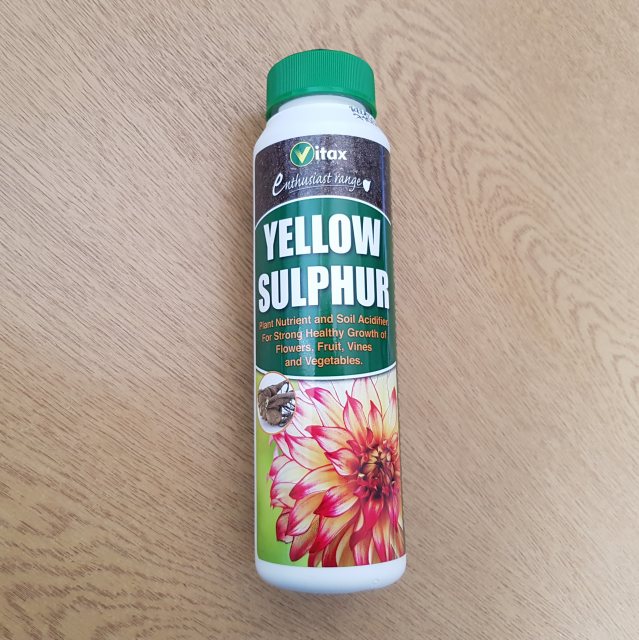 Vitax
Enthusiast range
YELLOW
SULPHUR
Plant Nutrient and Soil Acidifier
For Strong Healthy Growth of
Flowers, Fruit, Vines
and Vegetables.